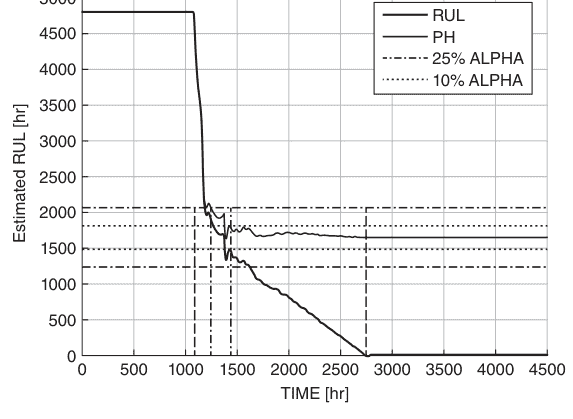 5000
4500
4000
3500
3000
2500
2000
1500
1000
500
0
Estimated RUL [hr]
RUL
PH
25% ALPHA
10% ALPHA
0 500 1000 1500 2000 2500 3000 3500 4000 4500
TIME [hr]